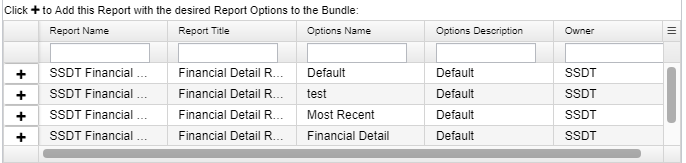 Click + to Add this Report with the desired Report Options to the Bundle:
Report Name Report Title Options Name Options Description Owner
+ SSDT Financial ... Financial Detail R... Default Default SSDT
+ SSDT Financial ... Financial Detail R... test Default SSDT
+ SSDT Financial ... Financial Detail R... Most Recent Default SSDT
+ SSDT Financial ... Financial Detail R... Financial Detail Default SSDT